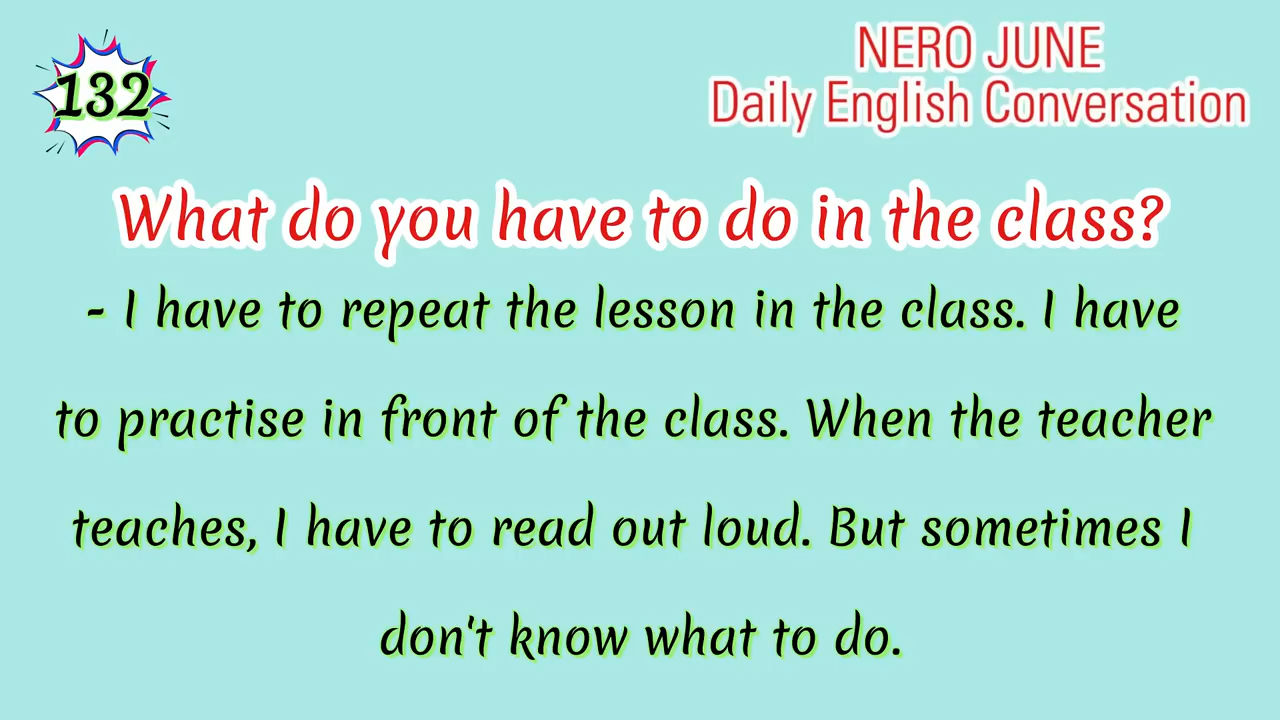 132
NERO JUNE
Daily English Conversation
What do you have to do in the class?
- I have to repeat the lesson in the class. I have
to practise in front of the class. When the teacher
teaches, I have to read out loud. But sometimes I
don't know what to do.